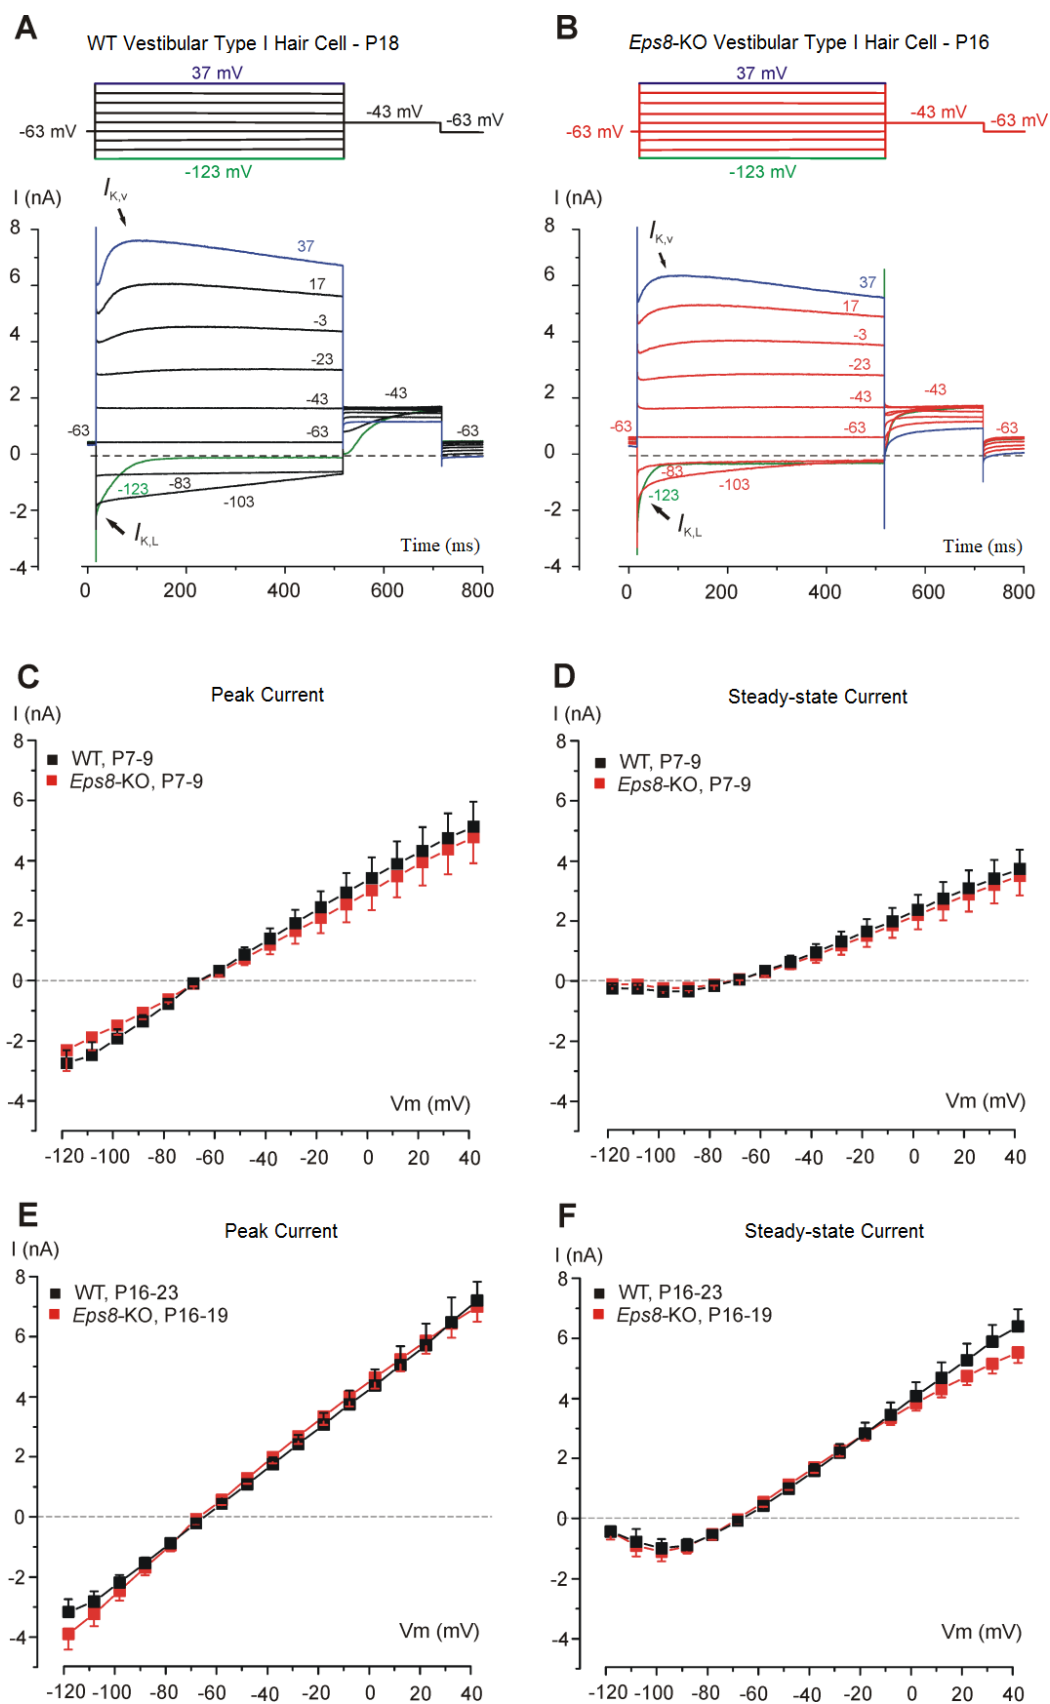 A
WT Vestibular Type I Hair Cell - P18
37 mV
-63 mV
-43 mV
-63 mV
-123 mV
I (nA)
IK,v
8
6
4
2
0
-2
-4
37
17
-3
-23
-43
-63
-63
-43
-63
-123
-83
-103
IK,L
Time (ms)
0 200 400 600 800
B
Eps8-KO Vestibular Type I Hair Cell - P16
37 mV
-63 mV
-43 mV
-63 mV
-123 mV
I (nA)
IK,v
8
6
4
2
0
-2
-4
37
17
-3
-23
-43
-63
-63
-43
-63
-83
-123
-103
IK,L
Time (ms)
0 200 400 600 800
C
Peak Current
I (nA)
WT, P7-9
Eps8-KO, P7-9
8
6
4
2
0
-2
-4
Vm (mV)
-120 -100 -80 -60 -40 -20 0 20 40
D
Steady-state Current
I (nA)
WT, P7-9
Eps8-KO, P7-9
8
6
4
2
0
-2
-4
Vm (mV)
-120 -100 -80 -60 -40 -20 0 20 40
E
Peak Current
I (nA)
WT, P16-23
Eps8-KO, P16-19
8
6
4
2
0
-2
-4
Vm (mV)
-120 -100 -80 -60 -40 -20 0 20 40
F
Steady-state Current
I (nA)
WT, P16-23
Eps8-KO, P16-19
8
6
4
2
0
-2
-4
Vm (mV)
-120 -100 -80 -60 -40 -20 0 20 40